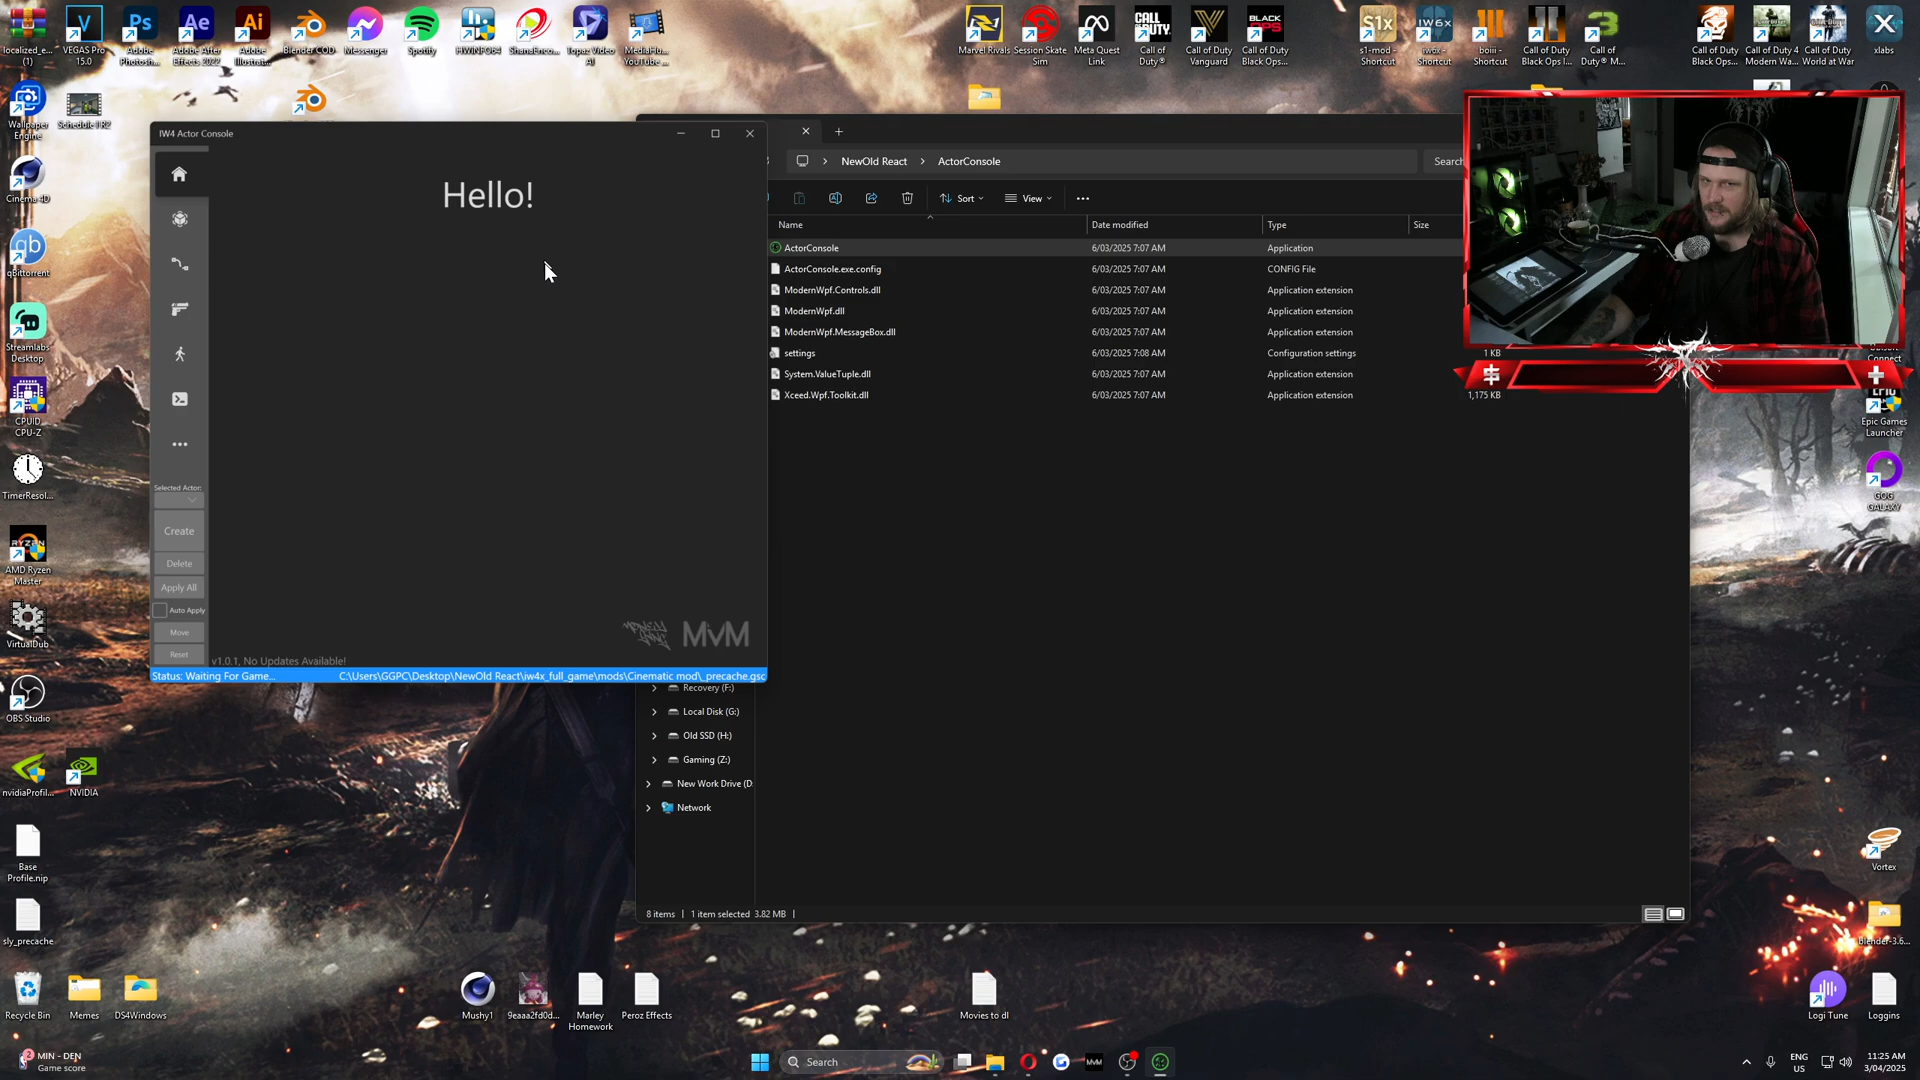 localized_e...
(1)
VEGAS Pro
15.0
Adobe
Photosh...
Adobe After
Effects 2022
Adobe
Illustrat...
Blender COD
Messenger
Spotify
HWiNFO64
ShanaEnco...
Topaz Video
AI
MediaHu...
YouTube ...
Marvel Rivals
Session Skate
Sim
Meta Quest
Link
Call of
Duty®
Call of Duty
Vanguard
Call of Duty
Black Ops...
s1-mod -
Shortcut
iw6x -
Shortcut
boiii -
Shortcut
Call of Duty
Black Ops I...
Call of
Duty® M...
Call of Duty
Black Ops...
Call of Duty 4
Modern Wa...
Call of Duty
World at War
xlabs
Wallpaper
Engine
Schedule I R2
Cinema 4D
qBittorrent
Streamlabs
Desktop
CPUID
CPU-Z
TimerResol...
AMD Ryzen
Master
VirtualDub
OBS Studio
nvidiaProfil...
NVIDIA
Base
Profile.nip
sly_precache
Recycle Bin
Memes
DS4Windows
Mushy1
9eaaa2fd0d...
Marley
Homework
Peroz Effects
Movies to dl
Connect
Epic Games
Launcher
GOG
GALAXY
Vortex
Blender-3.6...
Logi Tune
Loggins
IW4 Actor Console
Hello!
Selected Actor:
Create
Delete
Apply All
Auto Apply
Move
Reset
MVM
v1.0.1, No Updates Available!
Status: Waiting For Game...
C:\Users\GGPC\Desktop\NewOld React\iw4x_full_game\mods\Cinematic mod\_precache.gsc
NewOld React
ActorConsole
Search
Sort
View
Name
Date modified
Type
Size
ActorConsole 6/03/2025 7:07 AM Application
ActorConsole.exe.config 6/03/2025 7:07 AM CONFIG File
ModernWpf.Controls.dll 6/03/2025 7:07 AM Application extension
ModernWpf.dll 6/03/2025 7:07 AM Application extension
ModernWpf.MessageBox.dll 6/03/2025 7:07 AM Application extension
settings 6/03/2025 7:08 AM Configuration settings 1 KB
System.ValueTuple.dll 6/03/2025 7:07 AM Application extension
Xceed.Wpf.Toolkit.dll 6/03/2025 7:07 AM Application extension 1,175 KB
Recovery (F:)
Local Disk (G:)
Old SSD (H:)
Gaming (Z:)
New Work Drive (D
Network
8 items
1 item selected 3.82 MB
2
MIN - DEN
Game score
Search
ENG
US
11:25 AM
3/04/2025